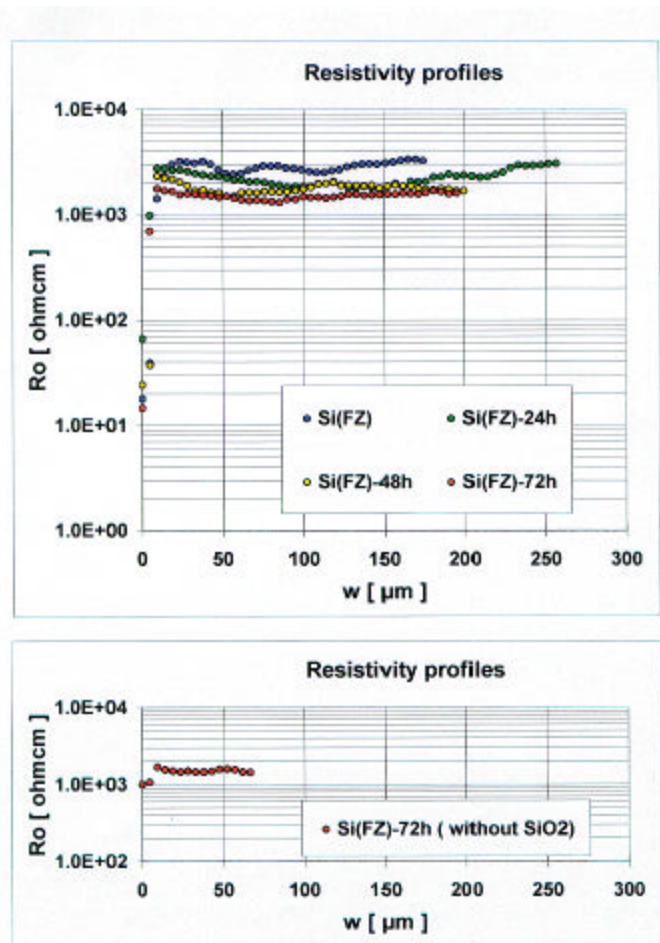 Resistivity profiles
1.0E+04
1.0E+03
1.0E+02
1.0E+01
1.0E+00
Ro [ ohmcm ]
Si(FZ) Si(FZ)-24h
Si(FZ)-48h Si(FZ)-72h
0 50 100 150 200 250 300
w [ µm ]
Resistivity profiles
1.0E+04
1.0E+03
1.0E+02
Ro [ ohmcm ]
Si(FZ)-72h ( without SiO2)
0 50 100 150 200 250 300
w [ µm ]